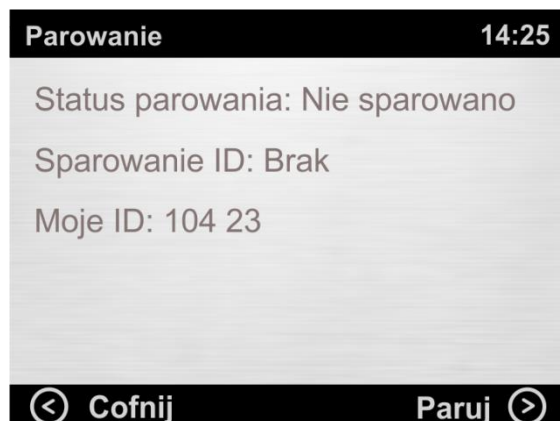 Parowanie 14:25
Status parowania: Nie sparowano
Sparowanie ID: Brak
Moje ID: 104 23
Cofnij Paruj